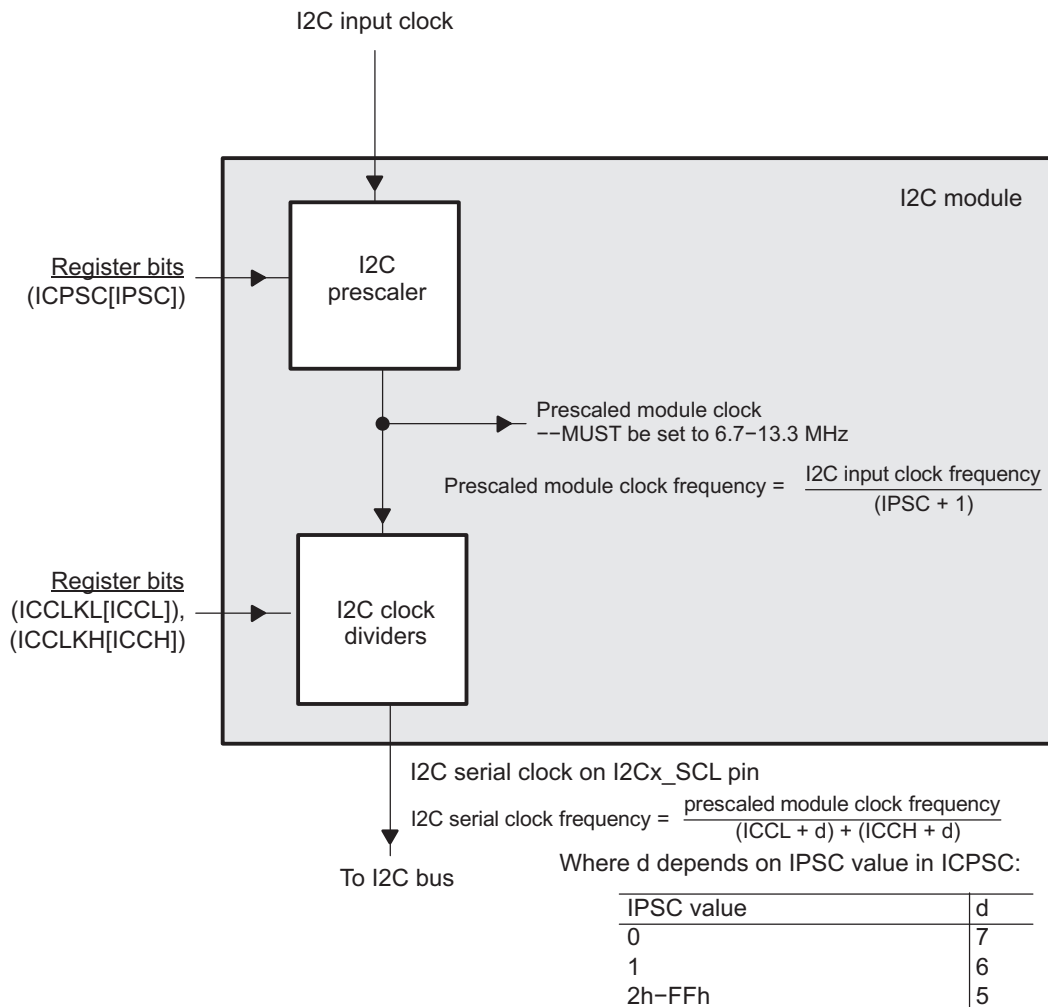 I2C input clock
I2C module
I2C
prescaler
Register bits
(ICPSC[IPSC])
Prescaled module clock
−−MUST be set to 6.7−13.3 MHz
Prescaled module clock frequency = I2C input clock frequency
(IPSC + 1)
Register bits
(ICCLKL[ICCL]),
(ICCLKH[ICCH])
I2C clock
dividers
I2C serial clock on I2Cx_SCL pin
I2C serial clock frequency = prescaled module clock frequency
(ICCL + d) + (ICCH + d)
To I2C bus
Where d depends on IPSC value in ICPSC:
IPSC value d
0 7
1 6
2h−FFh 5